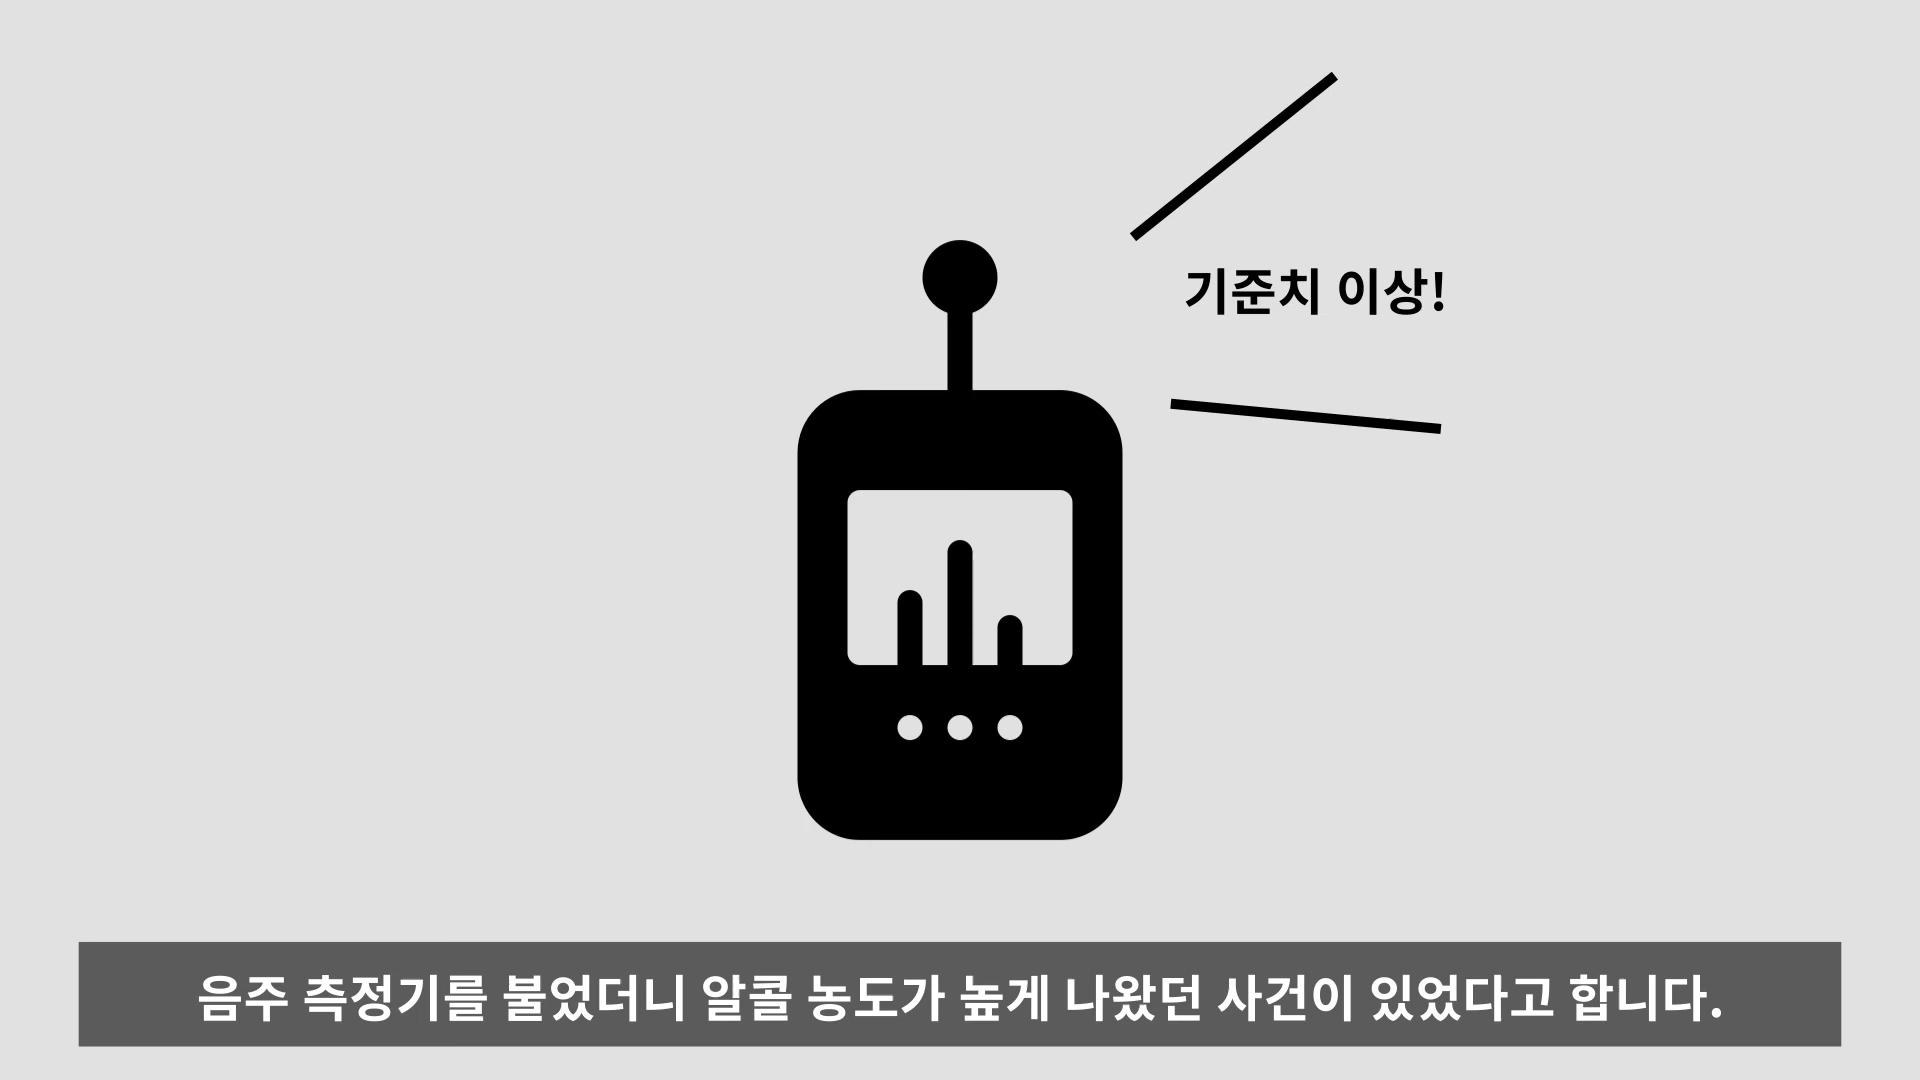 기준치 이상!
음주 측정기를 불었더니 알콜 농도가 높게 나왔던 사건이 있었다고 합니다.